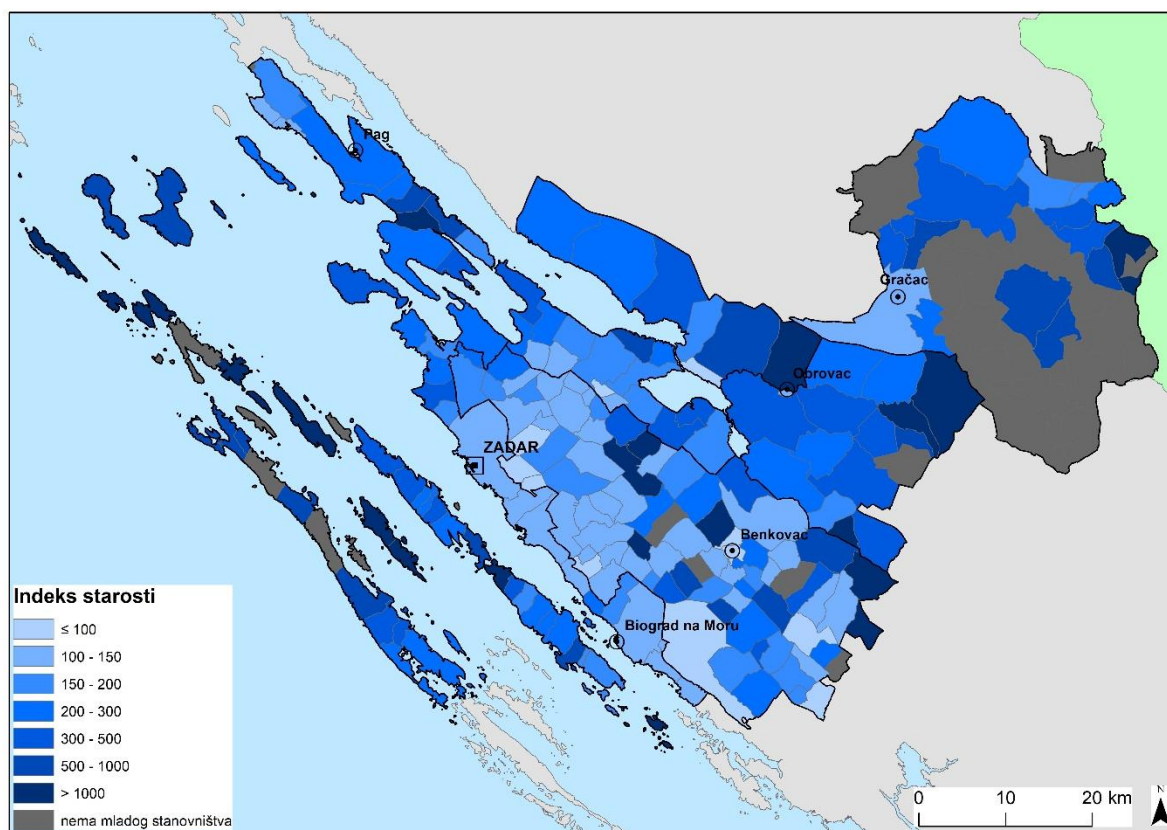 Pag
Gračac
Obrovac
ZADAR
Benkovac
Biograd na Moru
Indeks starosti
≤ 100
100 - 150
150 - 200
200 - 300
300 - 500
500 - 1000
> 1000
nema mladog stanovništva
0 10 20 km
N